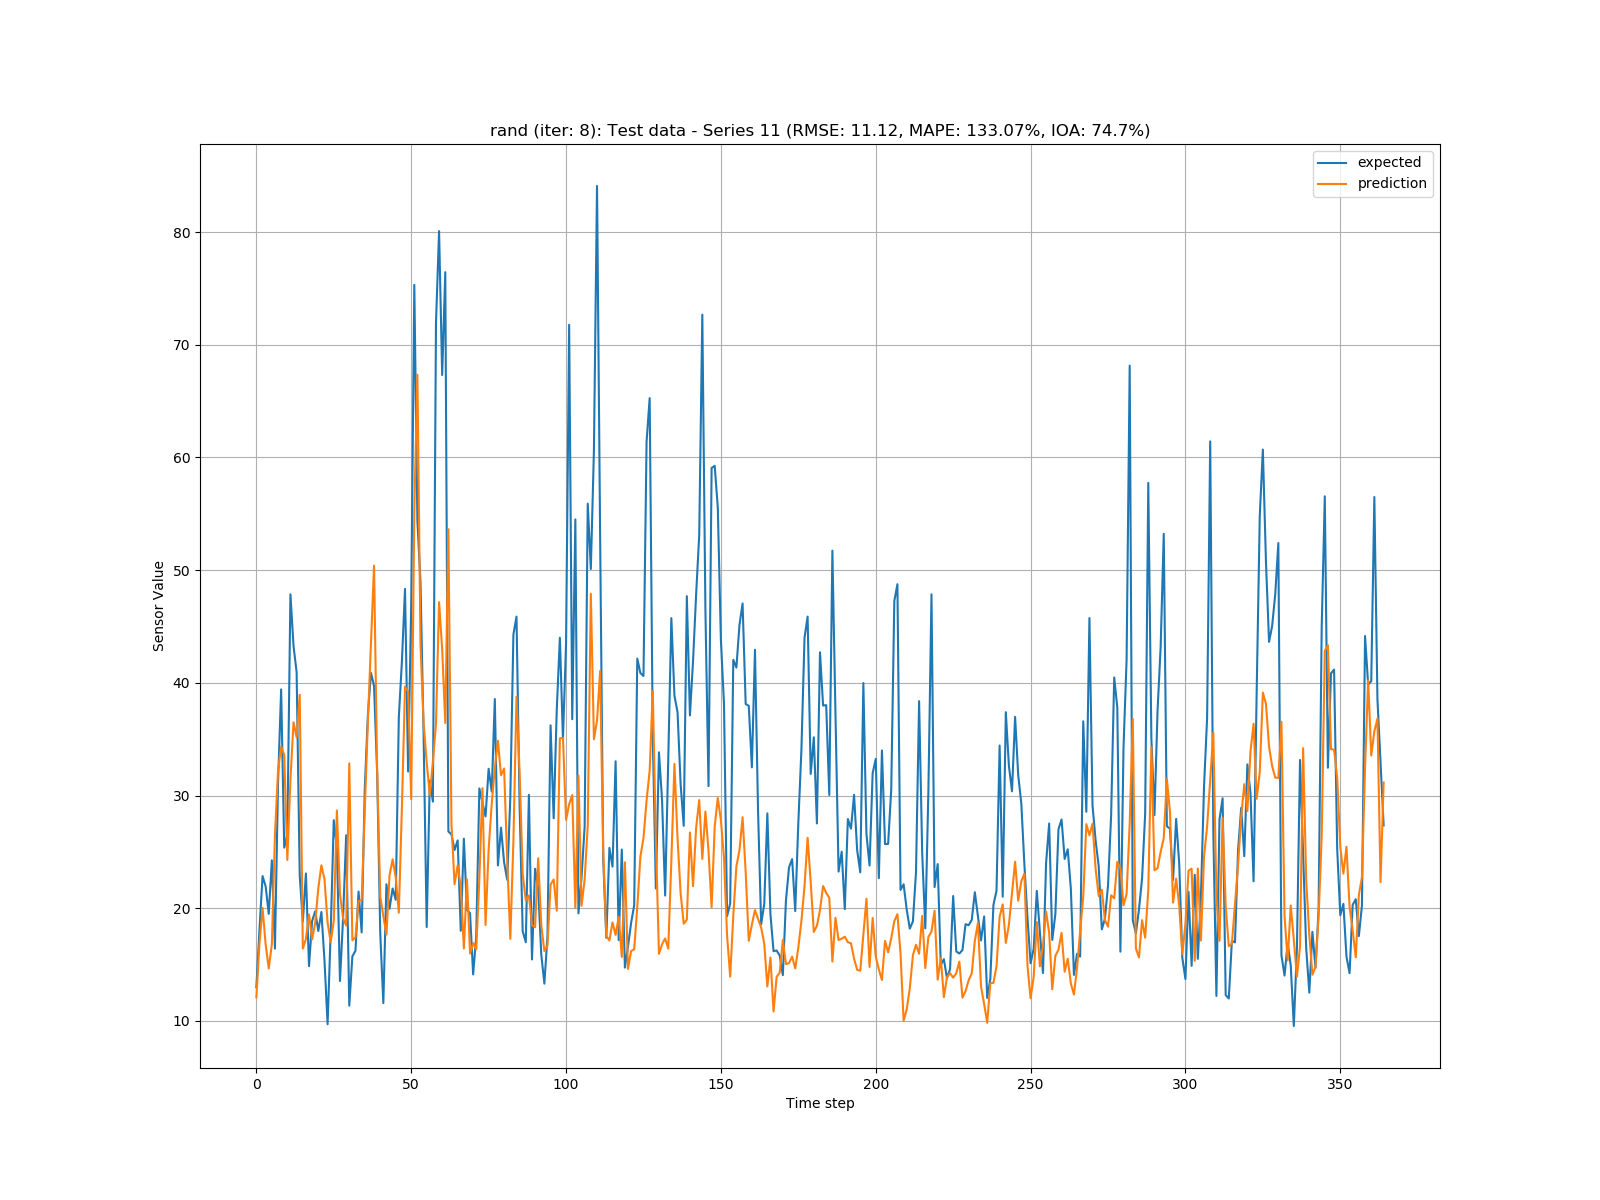 rand (iter: 8): Test data - Series 11 (RMSE: 11.12, MAPE: 133.07%, IOA: 74.7%)
expected
prediction
80
70
60
50
40
30
20
10
Sensor Value
0 50 100 150 200 250 300 350
Time step